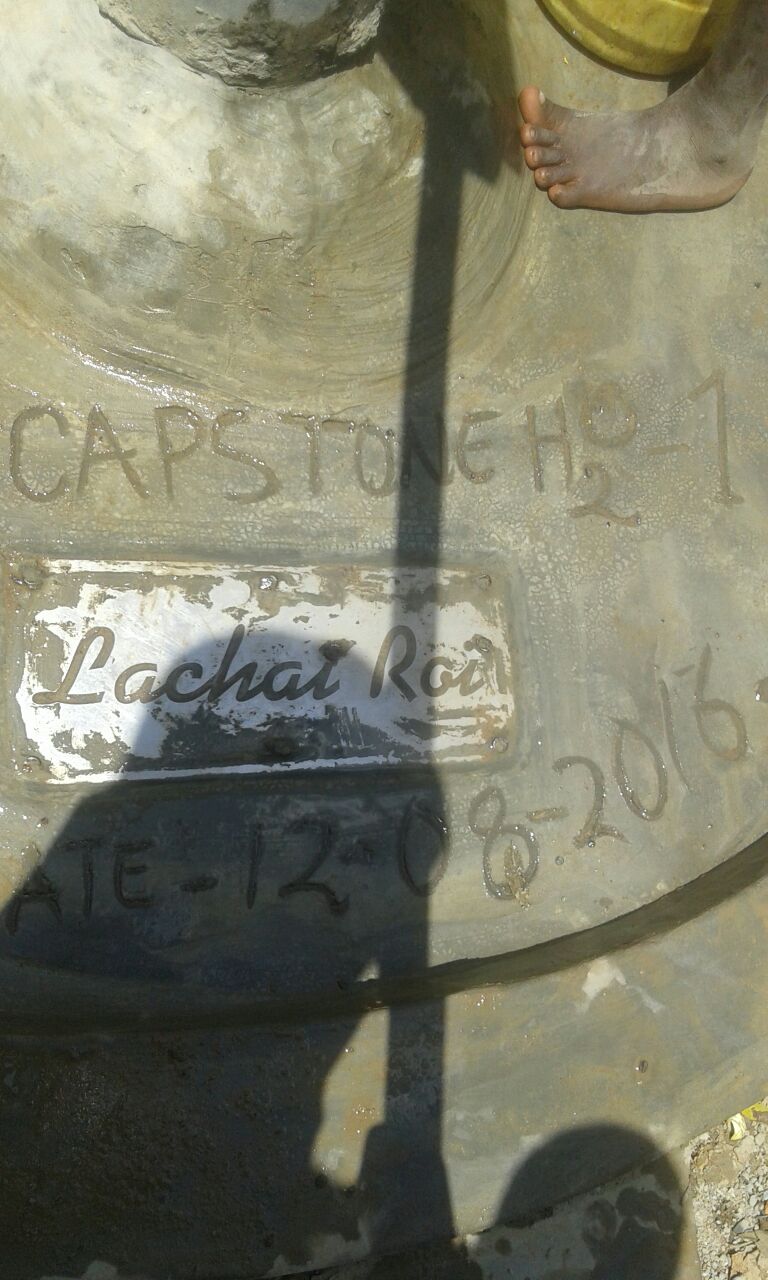 CAPSTONE H2O-1
Lachai Roi
ATE-12-08-2016